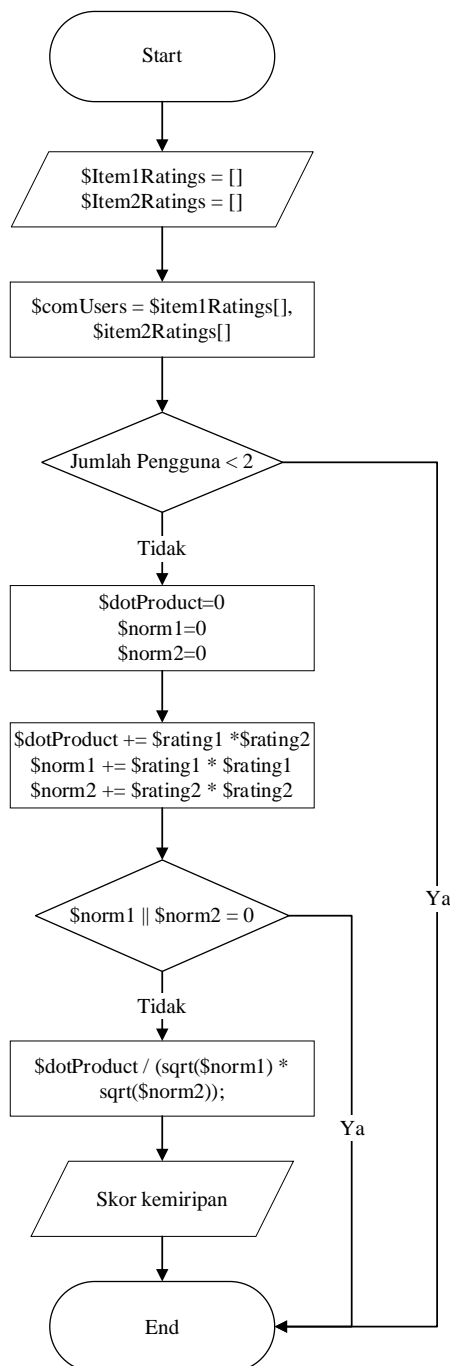 Start
$Item1Ratings = []
$Item2Ratings = []
$comUsers = $item1Ratings[],
$item2Ratings[]
Jumlah Pengguna < 2
Tidak
$dotProduct=0
$norm1=0
$norm2=0
$dotProduct += $rating1 *$rating2
$norm1 += $rating1 * $rating1
$norm2 += $rating2 * $rating2
Ya
$norm1 || $norm2 = 0
Tidak
$dotProduct / (sqrt($norm1) *
sqrt($norm2));
Ya
Skor kemiripan
End